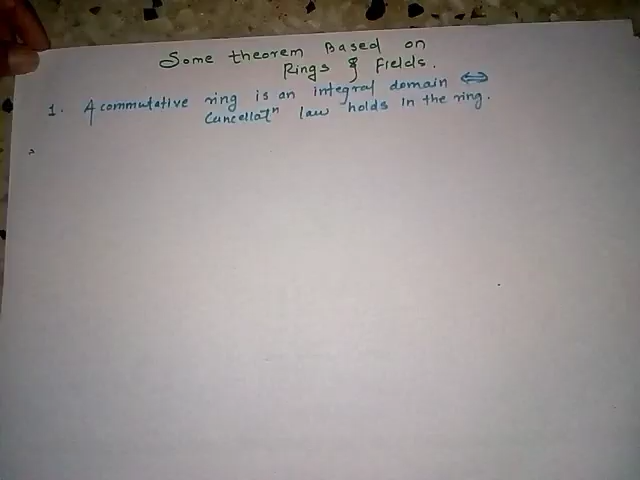 Some theorem Based on
Rings & Fields.
1. A commutative ring is an integral domain ⇔
Cancellatⁿ law holds in the ring.